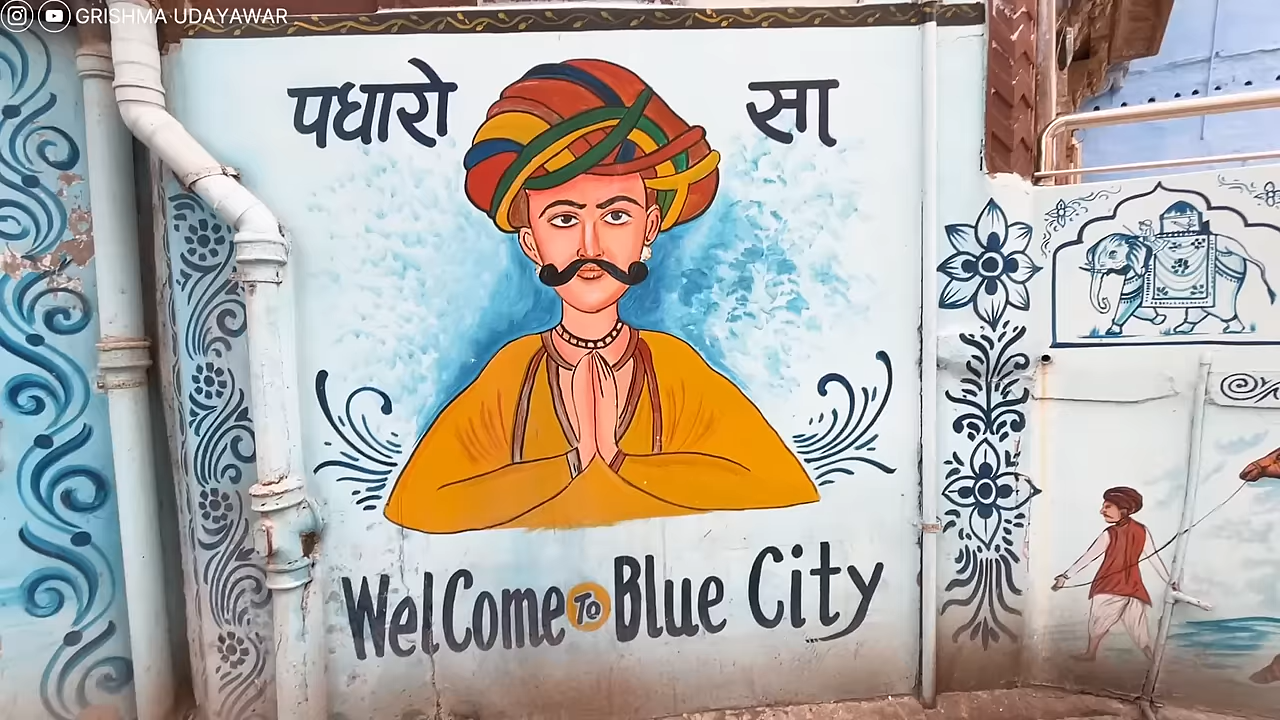 GRISHMA UDAYAWAR
पधारो सा
WelCome To Blue City